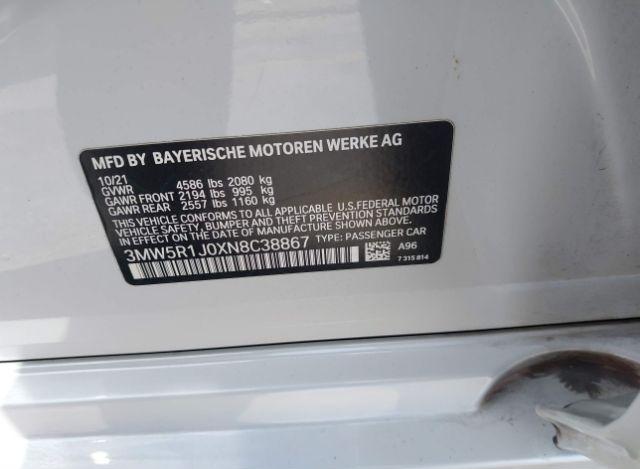 MFD BY BAYERISCHE MOTOREN WERKE AG
10/21
GVWR 4586 lbs 2080 kg
GAWR FRONT 2194 lbs 995 kg
GAWR REAR 2557 lbs 1160 kg
THIS VEHICLE CONFORMS TO ALL APPLICABLE U.S.FEDERAL MOTOR
VEHICLE SAFETY, BUMPER, AND THEFT PREVENTION STANDARDS
IN EFFECT ON THE DATE OF MANUFACTURE SHOWN ABOVE.
3MW5R1J0XN8C38867 TYPE: PASSENGER CAR
A96
7 315 814